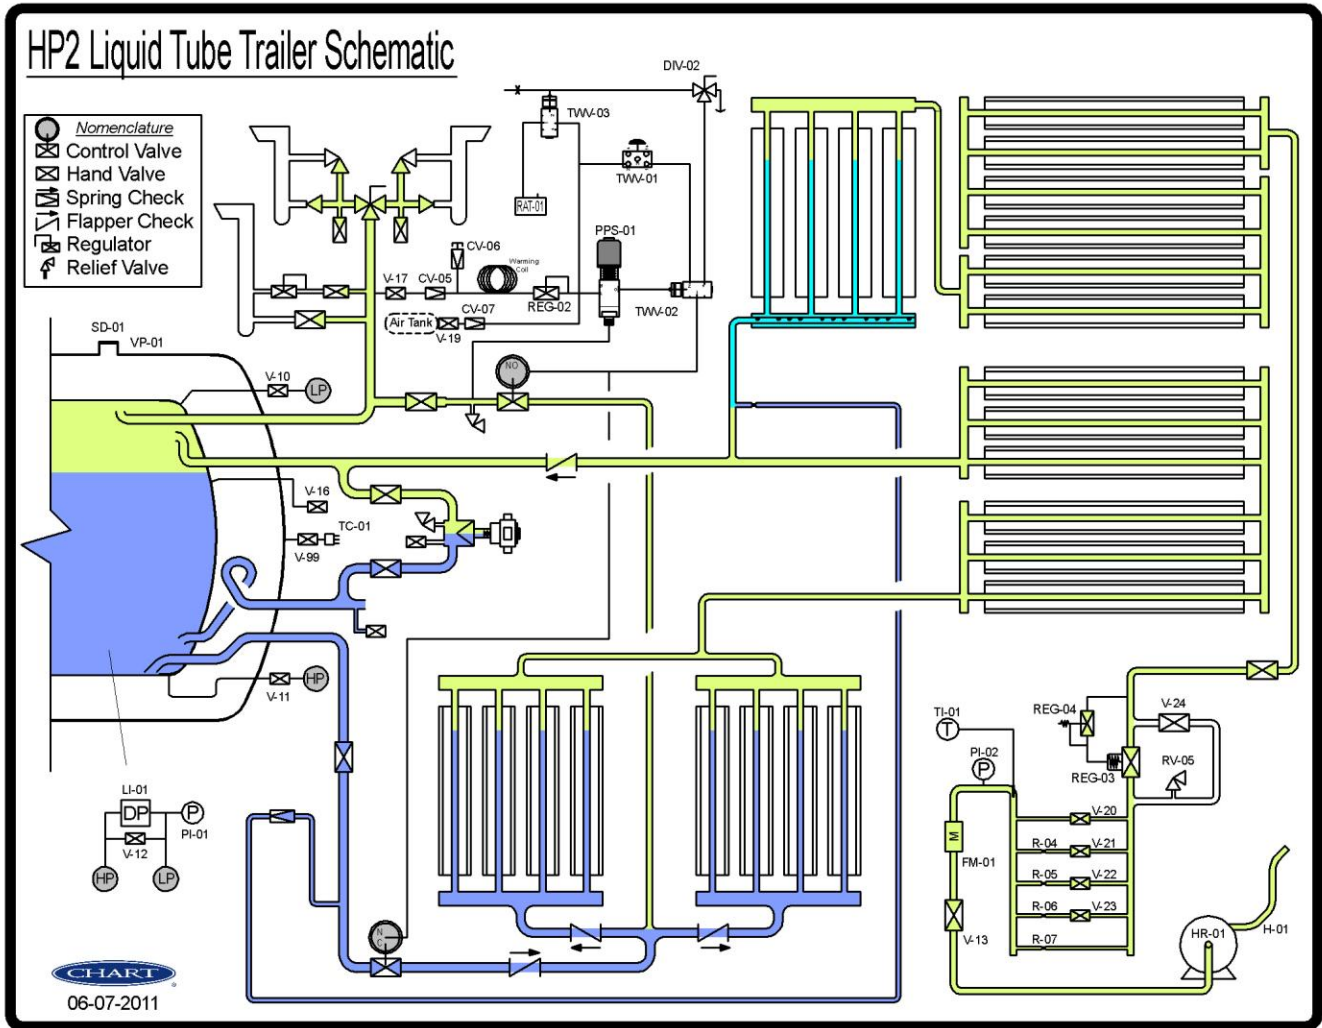 HP2 Liquid Tube Trailer Schematic
Nomenclature
Control Valve
Hand Valve
Spring Check
Flapper Check
Regulator
Relief Valve
DIV-02
TWV-03
TWV-01
RAT-01
PPS-01
CV-06
Warming
Coil
V-17
CV-05
REG-02
TWV-02
CV-07
Air Tank
V-19
SD-01
VP-01
V-10
LP
NO
V-16
TC-01
V-99
V-11
HP
LI-01
DP
P
PI-01
V-12
HP
LP
N
C
TI-01
T
PI-02
P
REG-04
V-24
REG-03
RV-05
V-20
R-04
V-21
M
FM-01
R-05
V-22
R-06
V-23
V-13
R-07
HR-01
H-01
CHART
06-07-2011